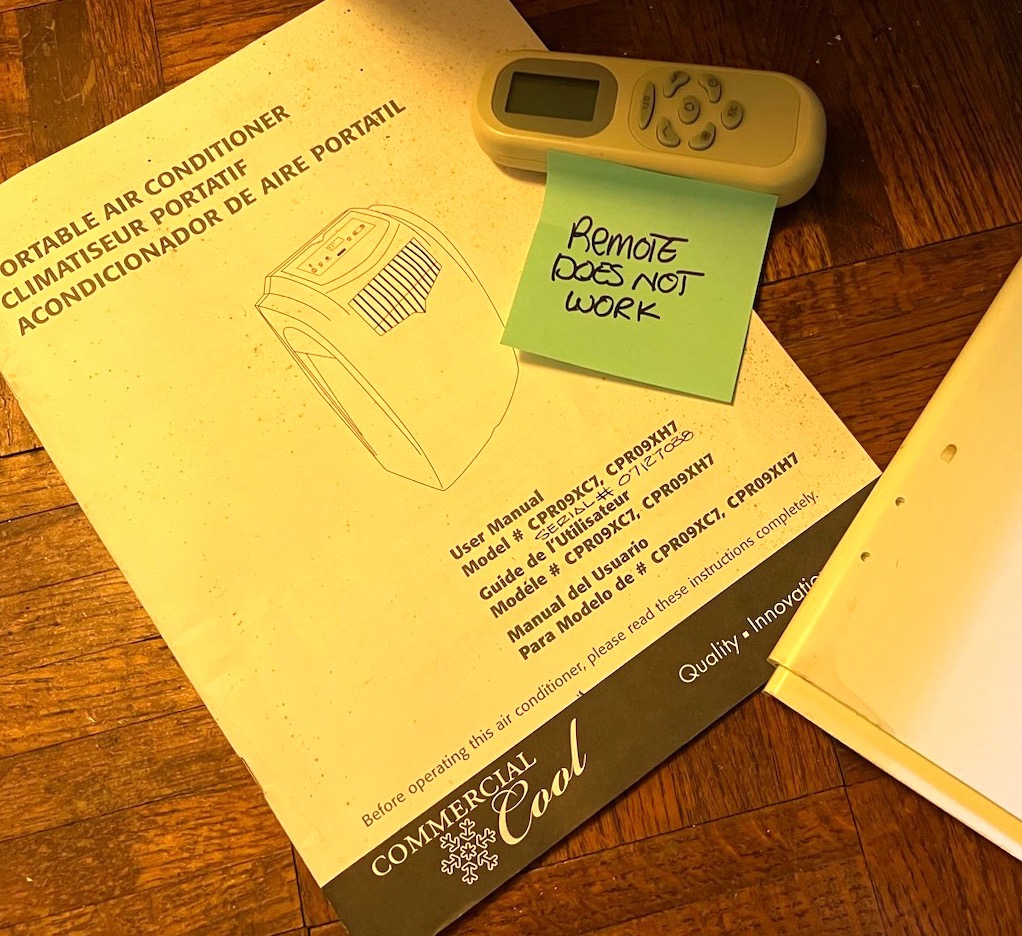 ORTABLE AIR CONDITIONER
CLIMATISEUR PORTATIF
ACONDICIONADOR DE AIRE PORTATIL
REMOTE
DOES NOT
WORK
User Manual
Model # CPR09XC7, CPR09XH7
SERIAL # 0712T038
Guide de l'Utilisateur
Modéle # CPR09XC7, CPR09XH7
Manual del Usuario
Para Modelo de # CPR09XC7, CPR09XH7
Before operating this air conditioner, please read these instructions completely.
Quality ▪ Innovatio
COMMERCIAL
Cool